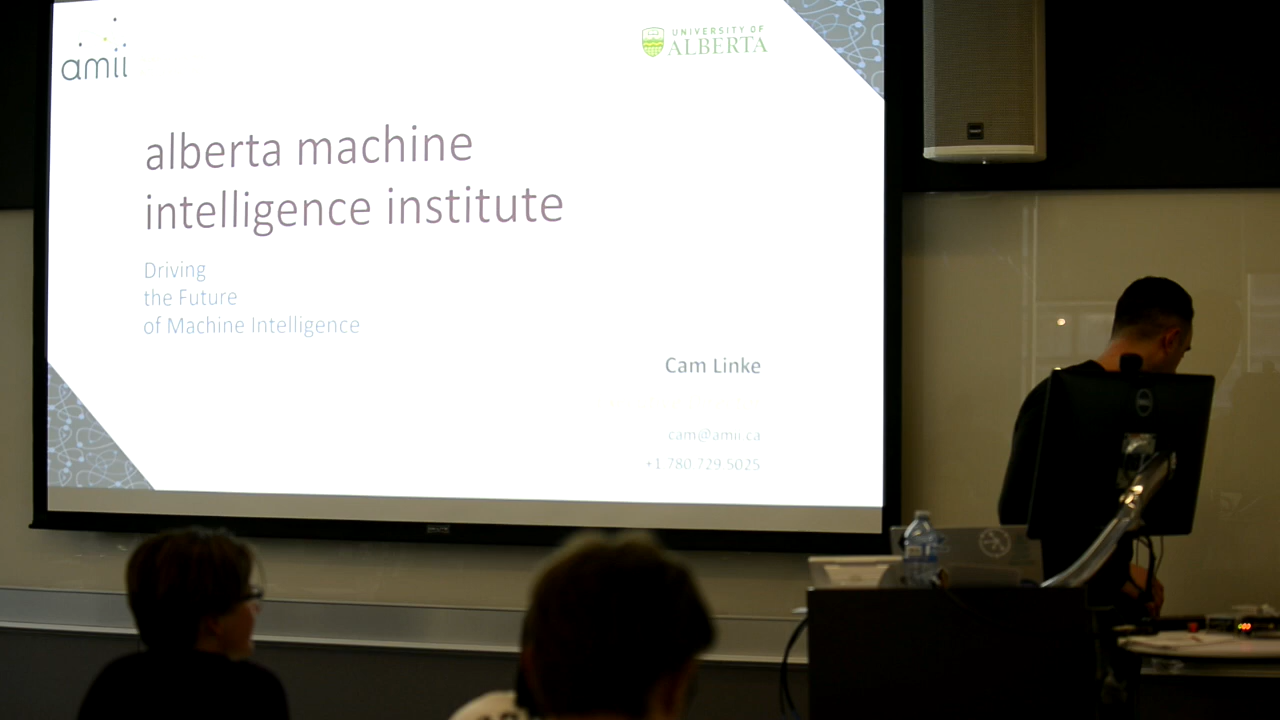 amii
UNIVERSITY OF
ALBERTA
alberta machine
intelligence institute
Driving
the Future
of Machine Intelligence
Cam Linke
cam@amii.ca
+1 780 729 5025